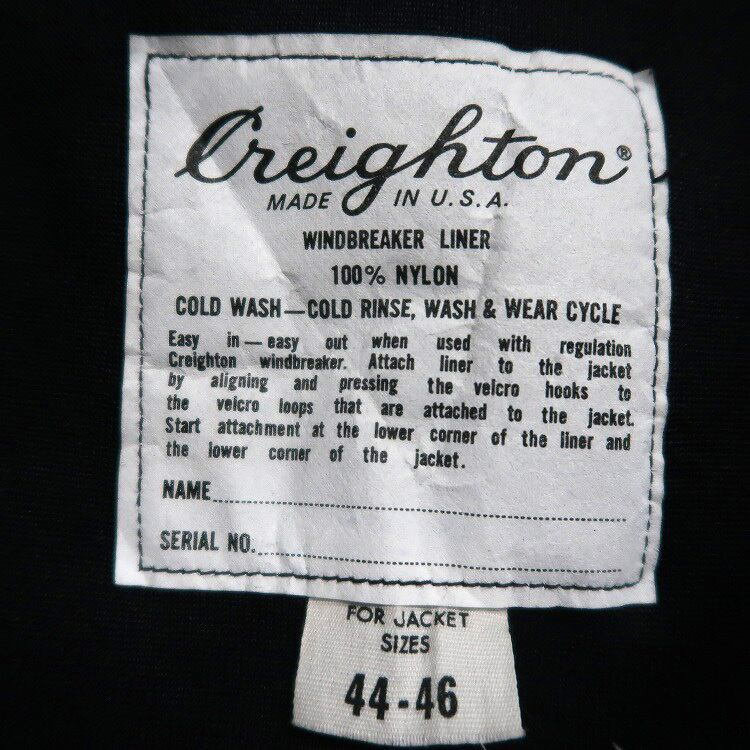 Creighton®
MADE IN U.S.A.
WINDBREAKER LINER
100% NYLON
COLD WASH—COLD RINSE, WASH & WEAR CYCLE
Easy in—easy out when used with regulation
Creighton windbreaker. Attach liner to the jacket
by aligning and pressing the velcro hooks to
the velcro loops that are attached to the jacket.
Start attachment at the lower corner of the liner and
the lower corner of the jacket.
NAME
SERIAL NO.
FOR JACKET
SIZES
44-46